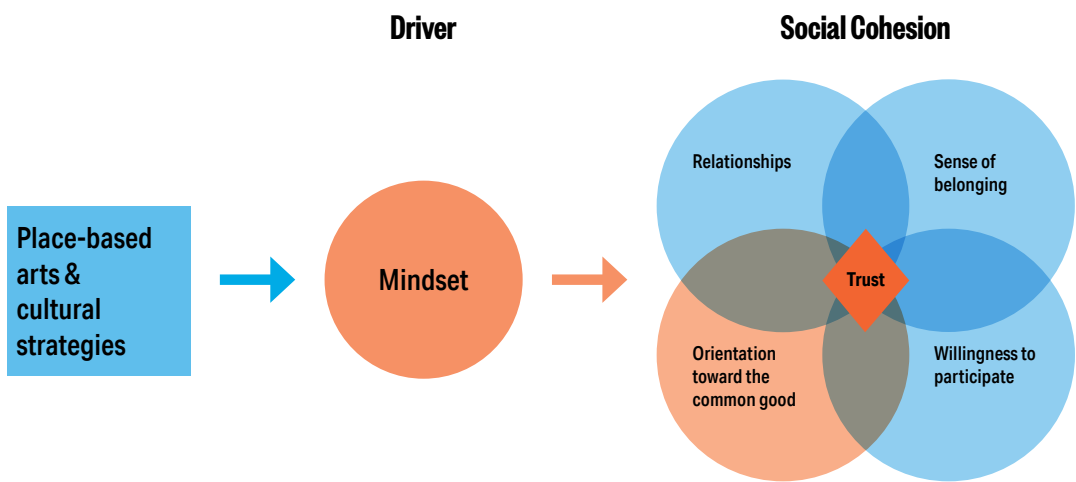 Driver
Social Cohesion
Place-based
arts &
cultural
strategies
Mindset
Relationships
Sense of
belonging
Trust
Orientation
toward the
common good
Willingness to
participate